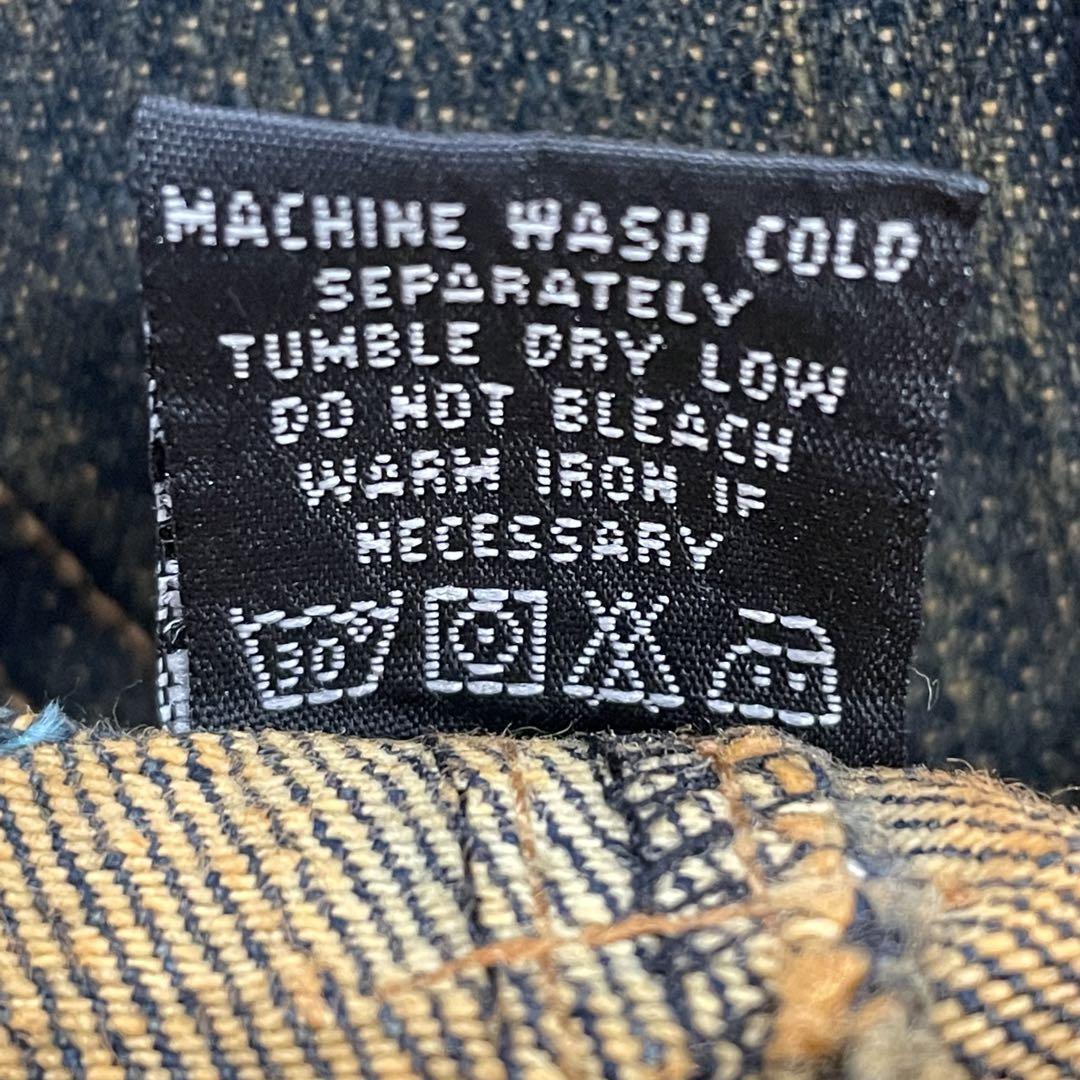 MACHINE WASH COLD
SEPARATELY
TUMBLE DRY LOW
DO NOT BLEACH
WARM IRON IF
NECESSARY
30°